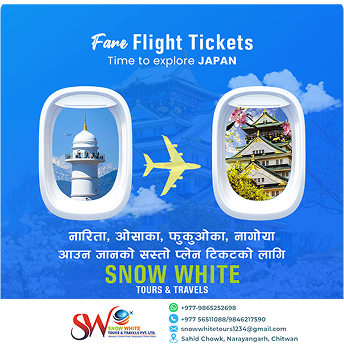 Fare Flight Tickets
Time to explore JAPAN
नारिता, ओसाका, फुकुओका, नागोया
आउन जानको सस्तो प्लेन टिकटको लागि
SNOW WHITE
TOURS & TRAVELS
SW
SNOW WHITE
TOURS & TRAVELS PVT. LTD.
+977-9865252698
+977 56511088/9846217590
snowwhitetours1234@gmail.com
Sahid Chowk, Narayangarh, Chitwan